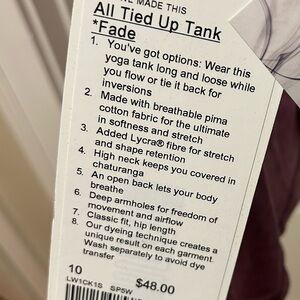 MADE THIS
All Tied Up Tank
*Fade
1. You've got options: Wear this
yoga tank long and loose while
you flow or tie it back for
inversions
2. Made with breathable pima
cotton fabric for the ultimate
in softness and stretch
3. Added Lycra® fibre for stretch
and shape retention
4. High neck keeps you covered in
chaturanga
5. An open back lets your body
breathe
6. Deep armholes for freedom of
movement and airflow
7. Classic fit, hip length
8. Our dyeing technique creates a
unique result on each garment.
Wash separately to avoid dye
transfer
10 $48.00
LW1CK1S SP5W